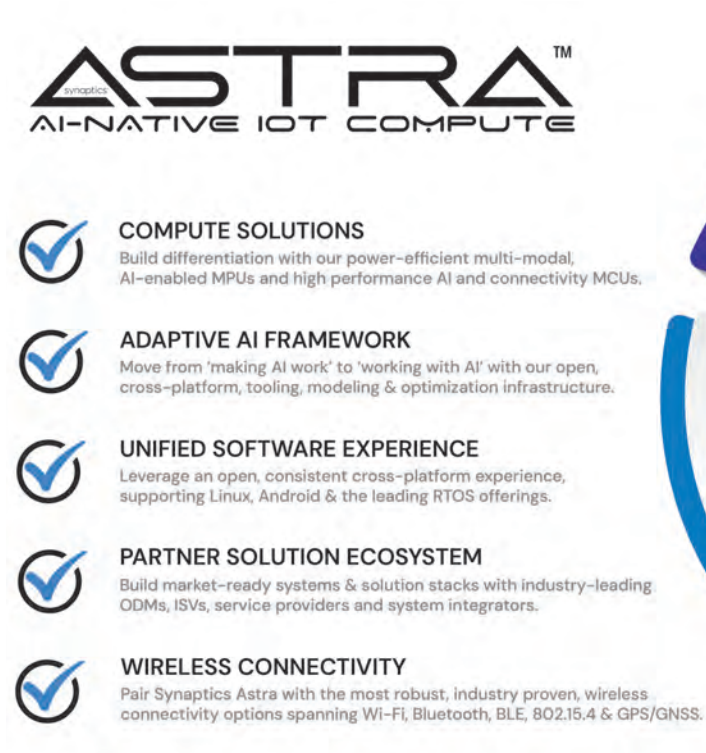 ASTRA™
synaptics
AI-NATIVE IOT COMPUTE
COMPUTE SOLUTIONS
Build differentiation with our power-efficient multi-modal,
AI-enabled MPUs and high performance AI and connectivity MCUs.
ADAPTIVE AI FRAMEWORK
Move from 'making AI work' to 'working with AI' with our open,
cross-platform, tooling, modeling & optimization infrastructure.
UNIFIED SOFTWARE EXPERIENCE
Leverage an open, consistent cross-platform experience,
supporting Linux, Android & the leading RTOS offerings.
PARTNER SOLUTION ECOSYSTEM
Build market-ready systems & solution stacks with industry-leading
ODMs, ISVs, service providers and system integrators.
WIRELESS CONNECTIVITY
Pair Synaptics Astra with the most robust, industry proven, wireless
connectivity options spanning Wi-Fi, Bluetooth, BLE, 802.15.4 & GPS/GNSS.